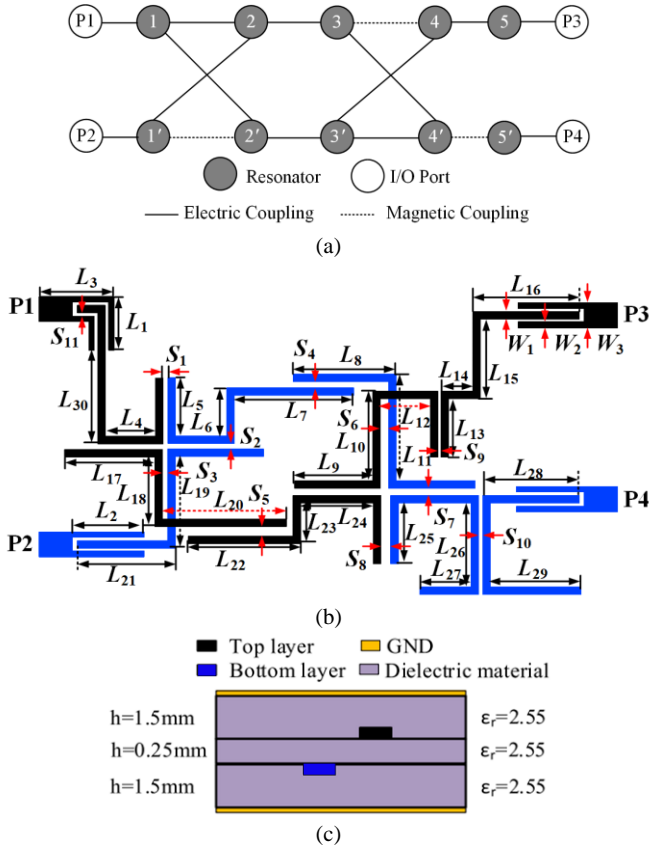 P1 1 2 3 4 5 P3
P2 1′ 2′ 3′ 4′ 5′ P4
Resonator I/O Port
Electric Coupling Magnetic Coupling
(a)
P1 L3 L1 S11
S1 L5 L6 S2
S4 L8 L7
L16 P3
W1 W2 W3
L14 L15
L30 L4
S6 L12 L10 L13
L17 S3 L18 L19 L20 S5
L9 L11 S9
L28 P4
P2 L2 L21 L22
L23 L24 L25 S8
S7 L26 S10 L27 L29
(b)
Top layer GND
Bottom layer Dielectric material
h=1.5mm εr=2.55
h=0.25mm εr=2.55
h=1.5mm εr=2.55
(c)